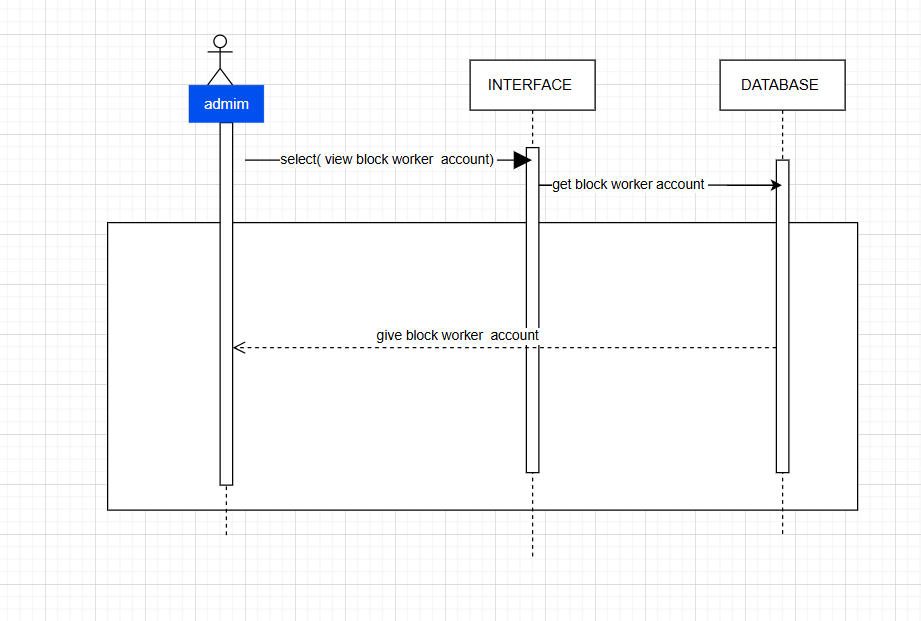 admim
INTERFACE
DATABASE
select( view block worker  account)
get block worker account
give block worker  account